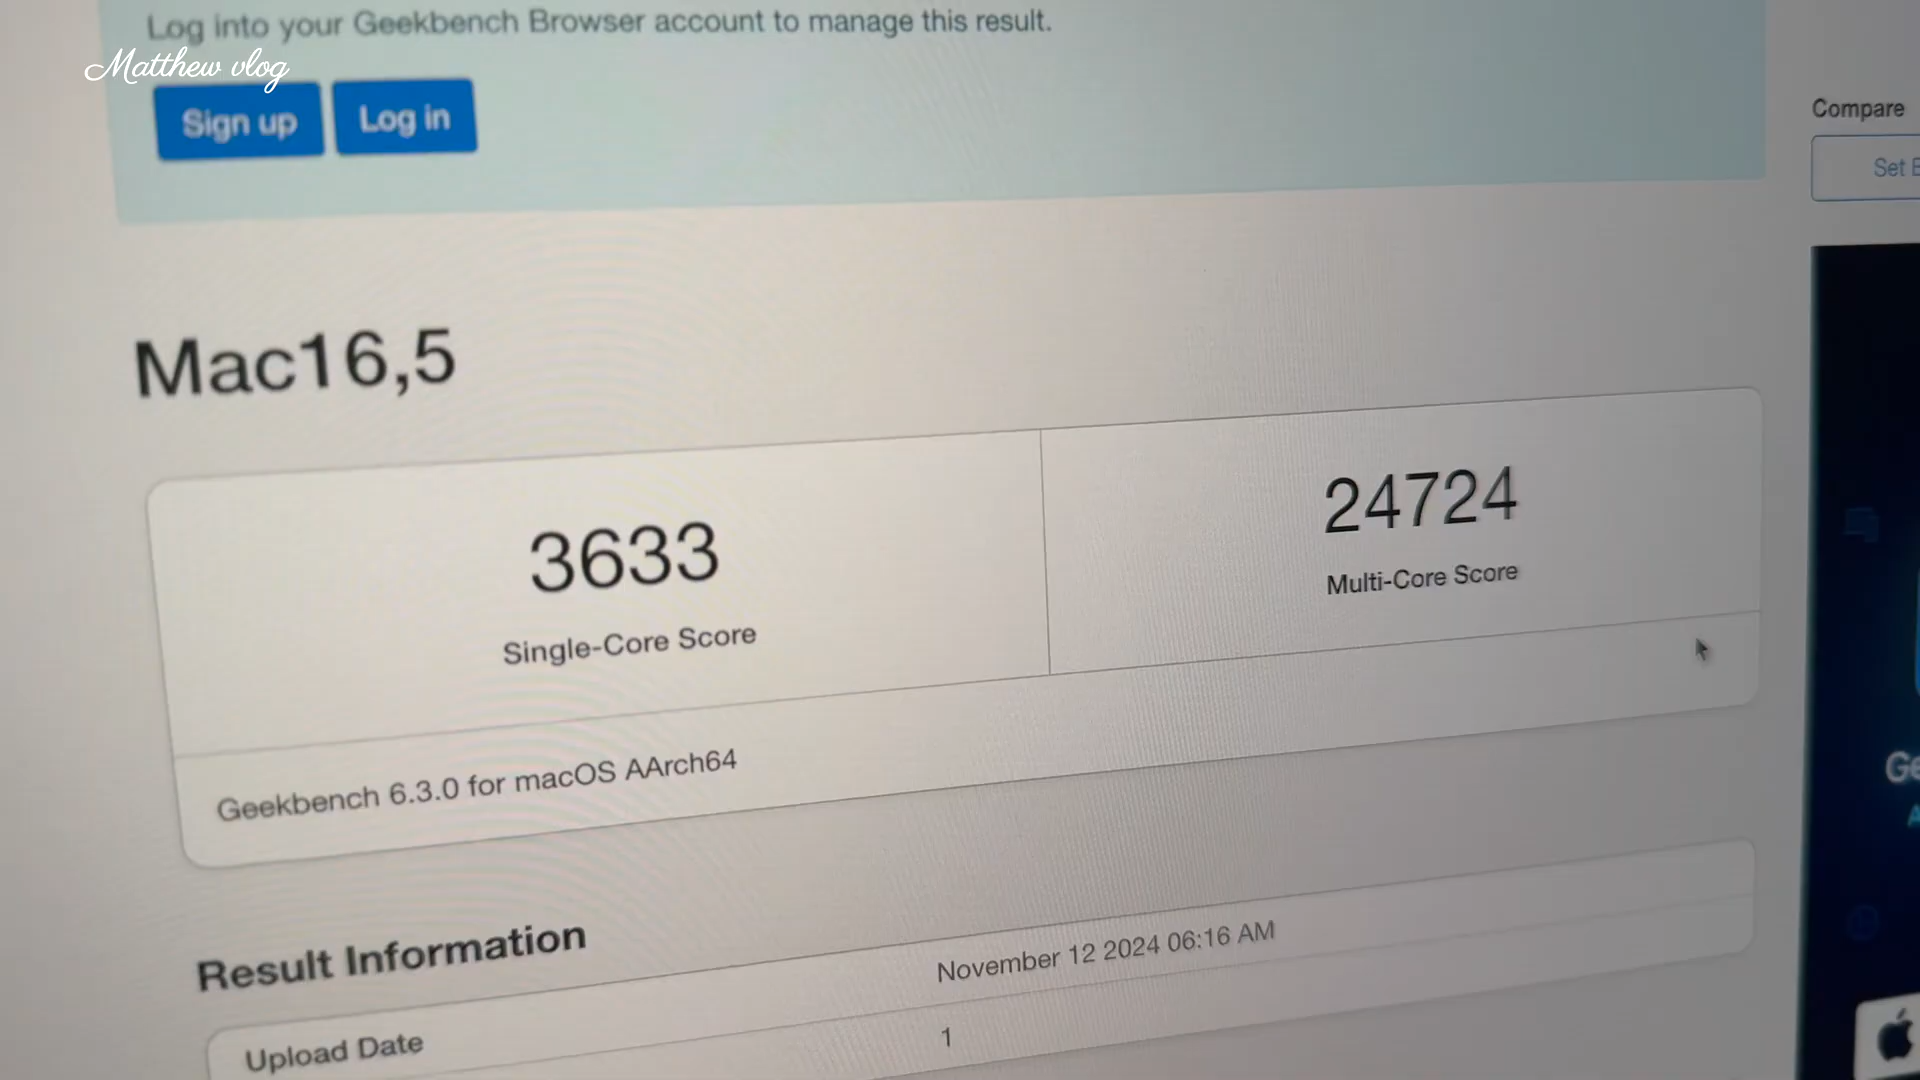 Log into your Geekbench Browser account to manage this result.
Matthew vlog
Sign up
Log in
Compare
Set
Mac16,5
3633
24724
Single-Core Score
Multi-Core Score
Geekbench 6.3.0 for macOS AArch64
Result Information
Upload Date
November 12 2024 06:16 AM
1